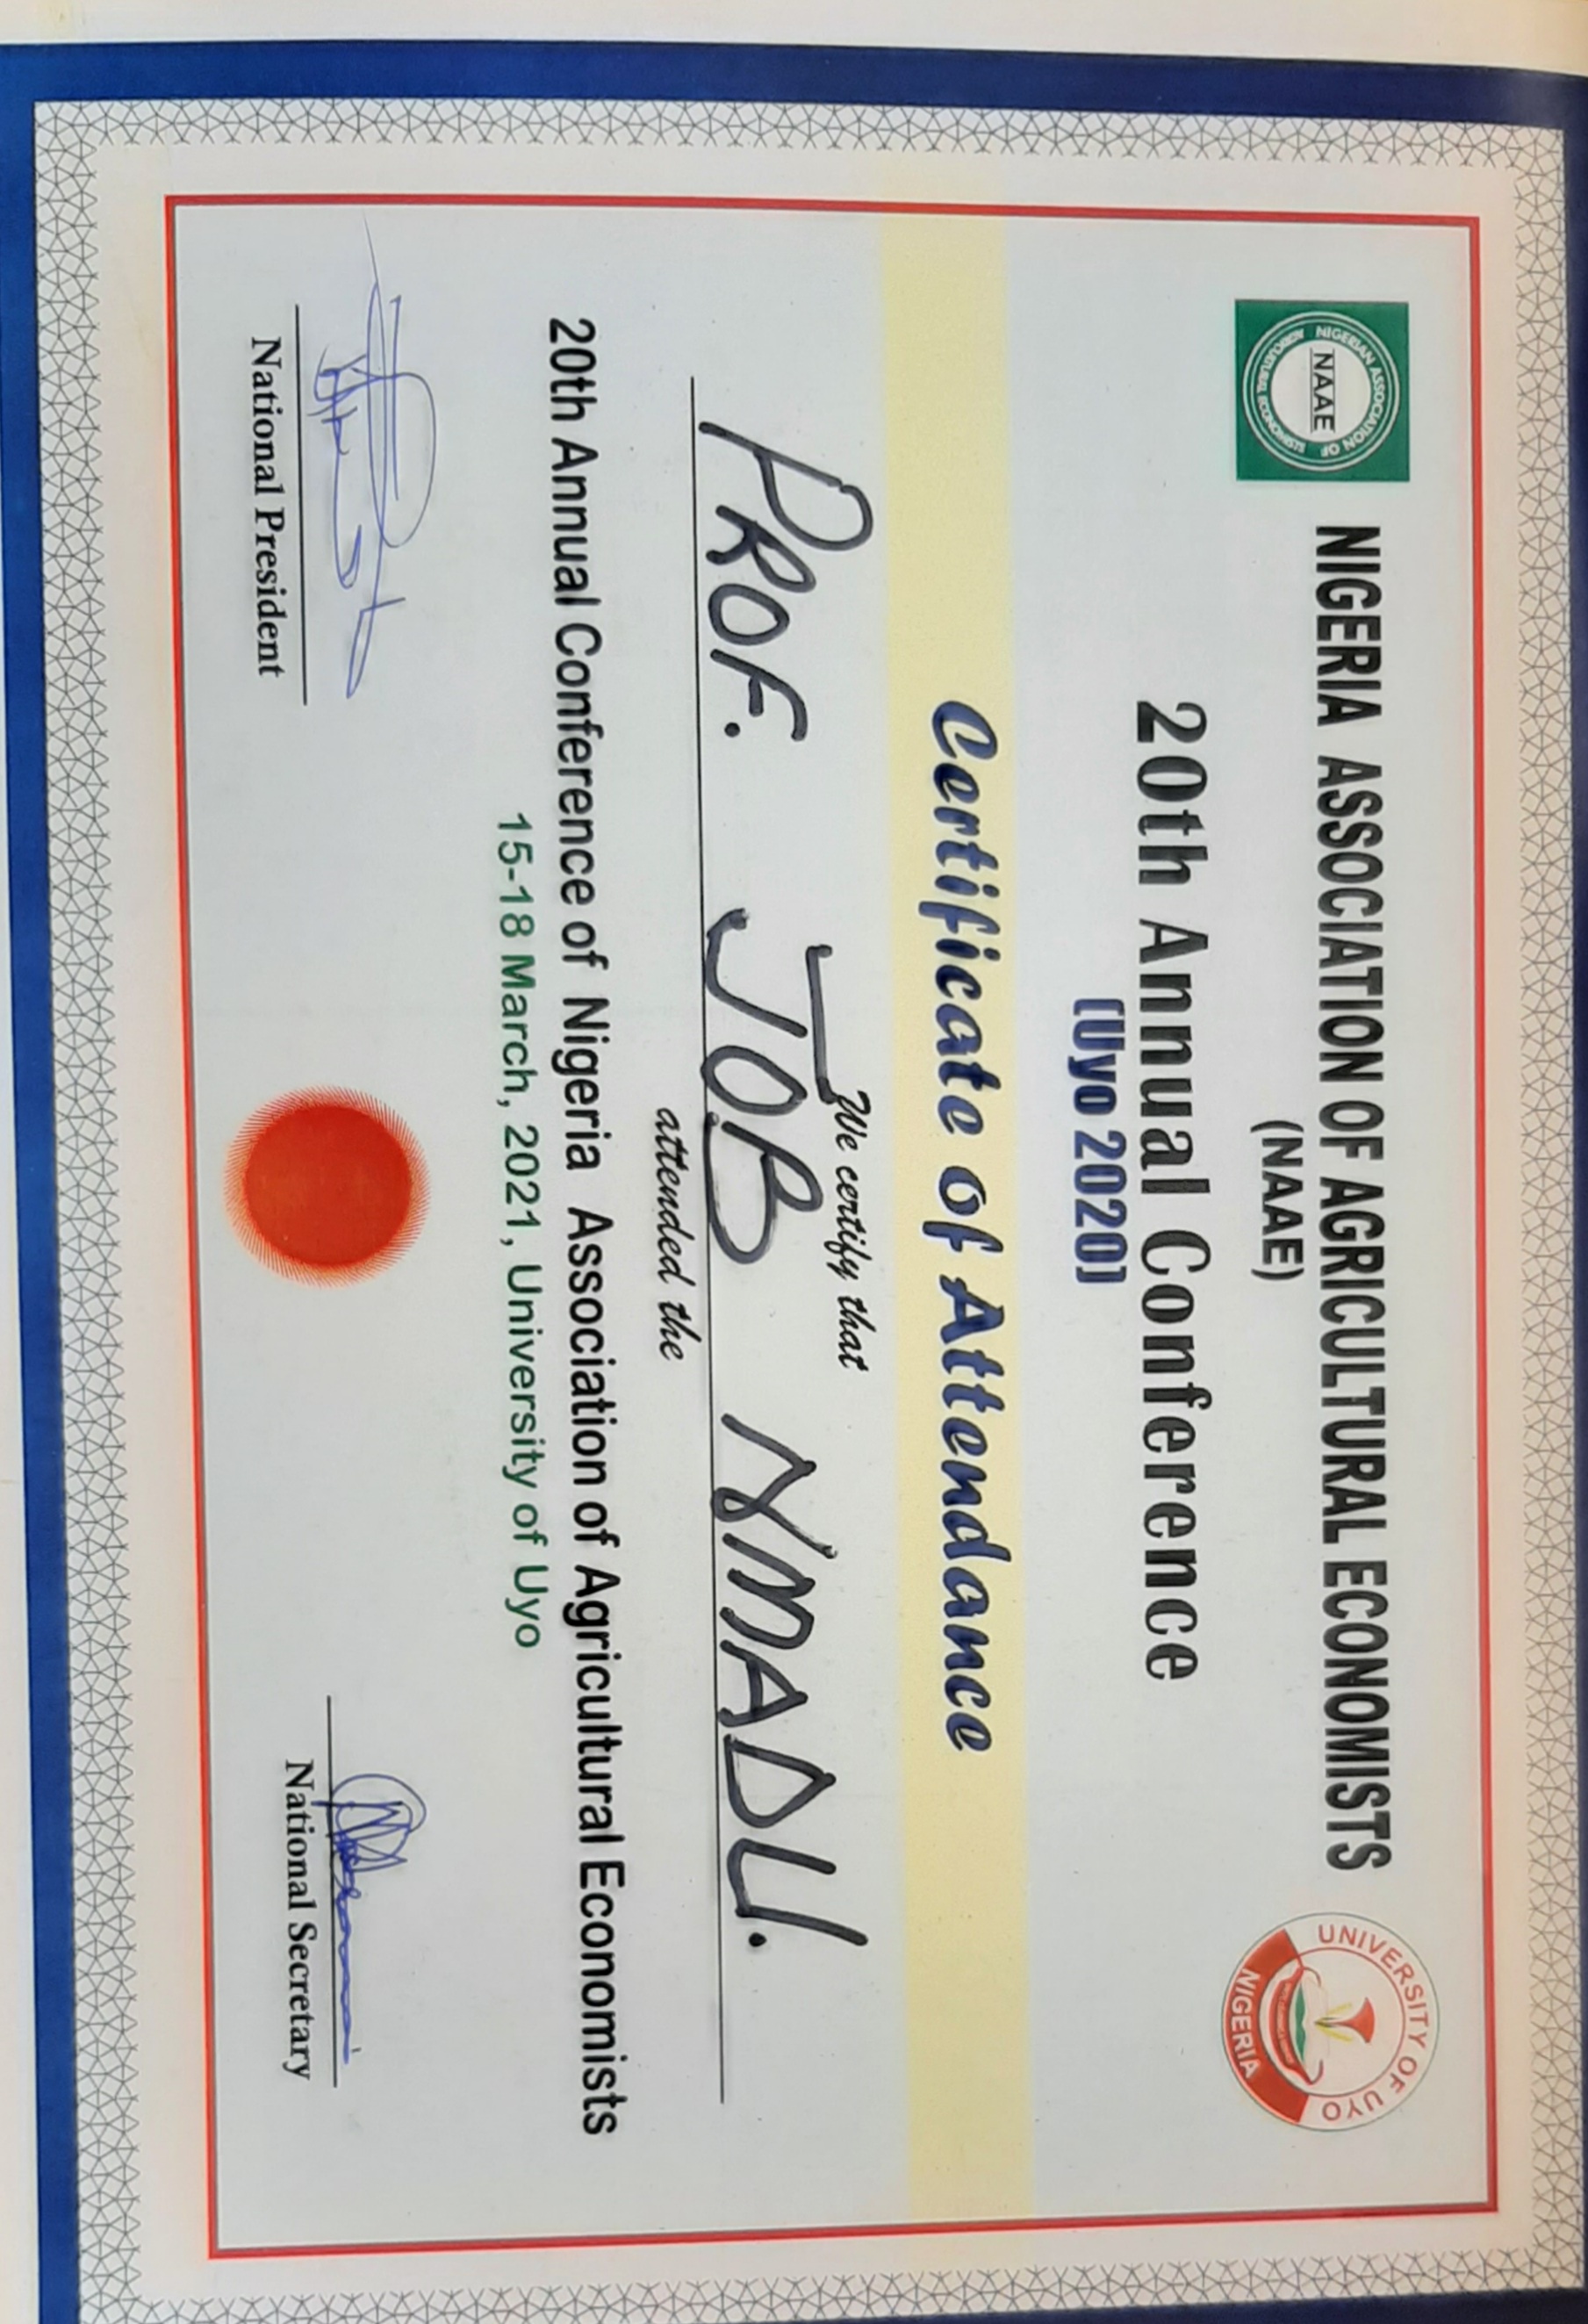 NIGERIAN ASSOCIATION OF
NAAE
AGRICULTURAL ECONOMISTS
NIGERIA ASSOCIATION OF AGRICULTURAL ECONOMISTS
(NAAE)
UNIVERSITY OF UYO
NIGERIA
20th Annual Conference
(Uyo 2020)
Certificate of Attendance
We certify that
PROF. JOB NMADU.
attended the
20th Annual Conference of Nigeria Association of Agricultural Economists
15-18 March, 2021, University of Uyo
National President
National Secretary